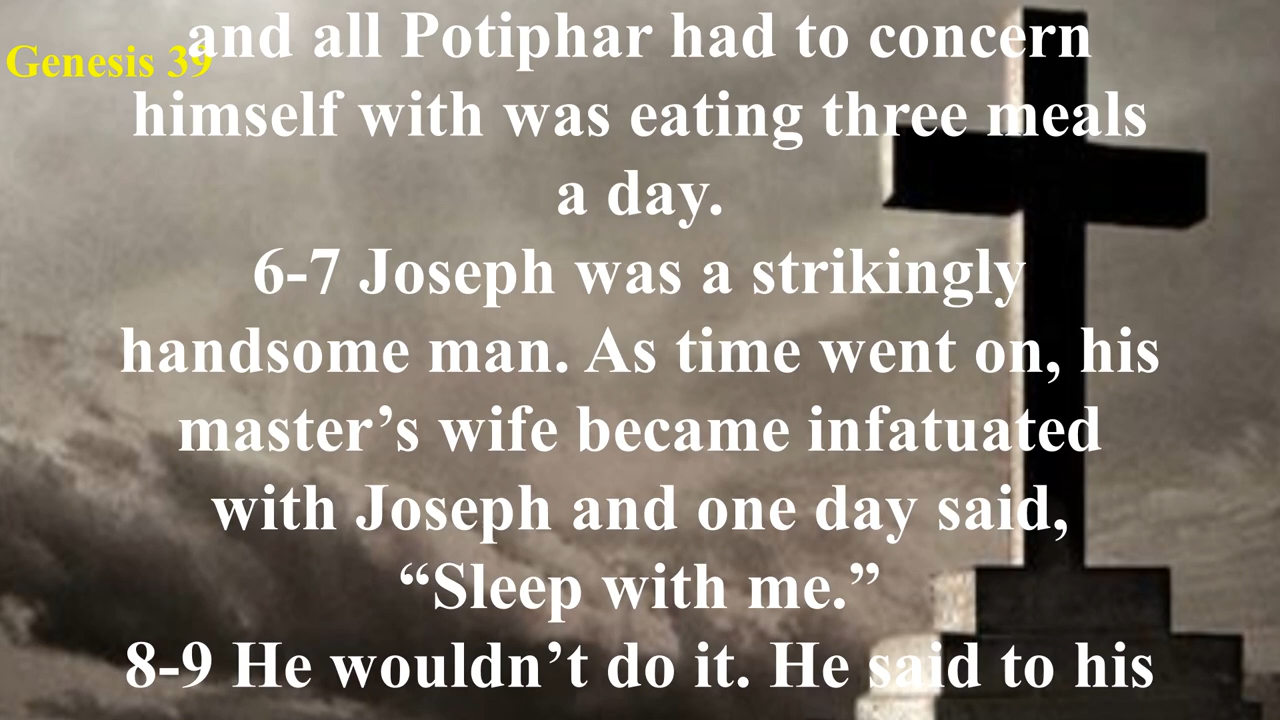 Genesis 39
and all Potiphar had to concern
himself with was eating three meals
a day.
6-7 Joseph was a strikingly
handsome man. As time went on, his
master’s wife became infatuated
with Joseph and one day said,
“Sleep with me.”
8-9 He wouldn’t do it. He said to his